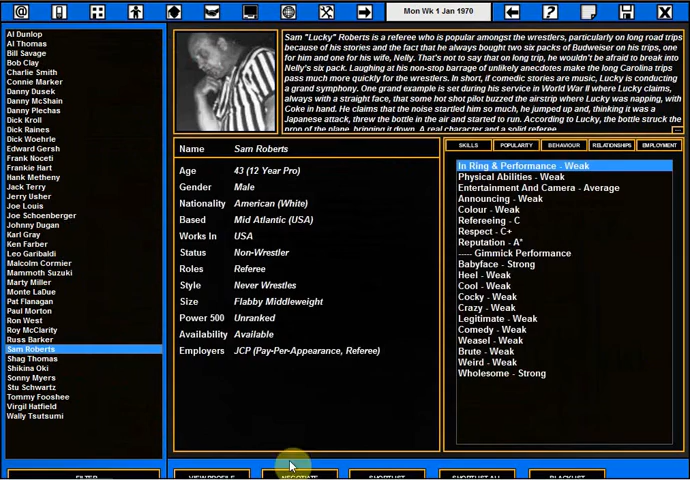 Mon Wk 1 Jan 1970
Al Dunlop
Al Thomas
Bill Savage
Bob Clay
Charlie Smith
Connie Marker
Danny Dusek
Danny McShain
Danny Plechas
Dick Kroll
Dick Raines
Dick Woehrle
Edward Gersh
Frank Noceti
Frankie Hart
Hank Metheny
Jack Terry
Jerry Usher
Joe Louis
Joe Schoenberger
Johnny Dugan
Karl Gray
Ken Farber
Leo Garibaldi
Malcolm Cormier
Mammoth Suzuki
Marty Miller
Monte LaDue
Pat Flanagan
Paul Morton
Ron West
Roy McClarity
Russ Barker
Sam Roberts
Shag Thomas
Shikina Oki
Sonny Myers
Stu Schwartz
Tommy Fooshee
Virgil Hatfield
Wally Tsutsumi
FILTER
Sam "Lucky" Roberts is a referee who is popular amongst the wrestlers, particularly on long road trips
because of his stories and the fact that he always bought two six packs of Budweiser on his trips, one
for him and one for his wife, Nelly. That's not to say that on long trip, he wouldn't be afraid to break into
Nelly's six pack. Laughing at his non-stop barrage of unlikely anecdotes make the long Carolina trips
pass much more quickly for the wrestlers. In short, if comedic stories are music, Lucky is conducting
a grand symphony. One grand example is set during his service in World War II where Lucky claims,
always with a straight face, that some hot shot pilot buzzed the airstrip where Lucky was napping, with
Coke in hand. He claims that the noise startled him so much, he jumped up and, thinking it was a
Japanese attack, threw the bottle in the air and started to run. According to Lucky, the bottle struck the
prop of the plane, bringing it down. A real character and a solid referee.
Name Sam Roberts
Age 43 (12 Year Pro)
Gender Male
Nationality American (White)
Based Mid Atlantic (USA)
Works In USA
Status Non-Wrestler
Roles Referee
Style Never Wrestles
Size Flabby Middleweight
Power 500 Unranked
Availability Available
Employers JCP (Pay-Per-Appearance, Referee)
SKILLS POPULARITY BEHAVIOUR RELATIONSHIPS EMPLOYMENT
In Ring & Performance - Weak
Physical Abilities - Weak
Entertainment And Camera - Average
Announcing - Weak
Colour - Weak
Refereeing - C
Respect - C+
Reputation - A*
----- Gimmick Performance
Babyface - Strong
Heel - Weak
Cool - Weak
Cocky - Weak
Crazy - Weak
Legitimate - Weak
Comedy - Weak
Weasel - Weak
Brute - Weak
Weird - Weak
Wholesome - Strong
VIEW PROFILE NEGOTIATE SHORTLIST SHORTLIST ALL BLACKLIST